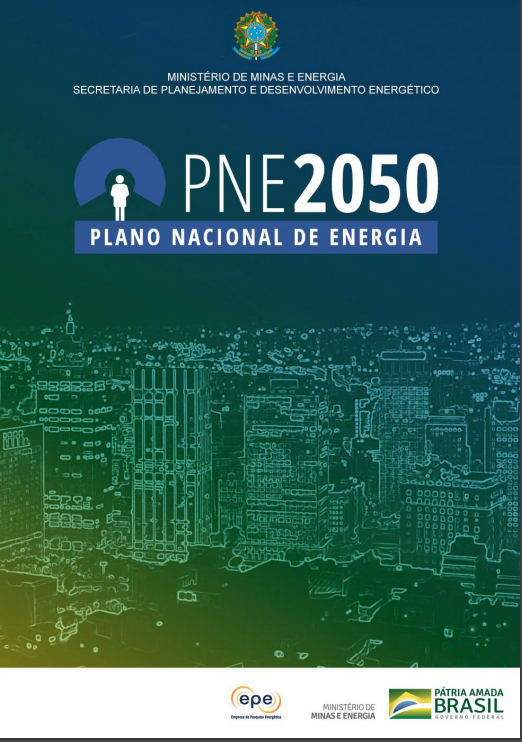 MINISTÉRIO DE MINAS E ENERGIA
SECRETARIA DE PLANEJAMENTO E DESENVOLVIMENTO ENERGÉTICO
PNE2050
PLANO NACIONAL DE ENERGIA
epe
Empresa de Pesquisa Energética
MINISTÉRIO DE
MINAS E ENERGIA
PÁTRIA AMADA
BRASIL
GOVERNO FEDERAL